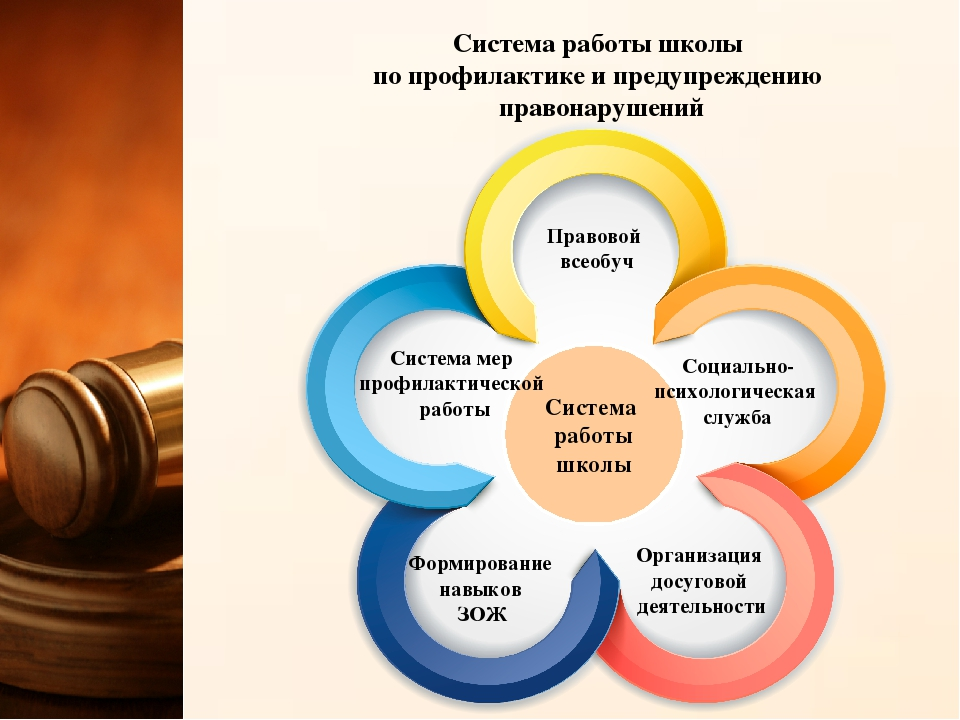 Система работы школы
по профилактике и предупреждению
правонарушений
Правовой
всеобуч
Система мер
профилактической
работы
Социально-
психологическая
служба
Система
работы
школы
Формирование
навыков
ЗОЖ
Организация
досуговой
деятельности